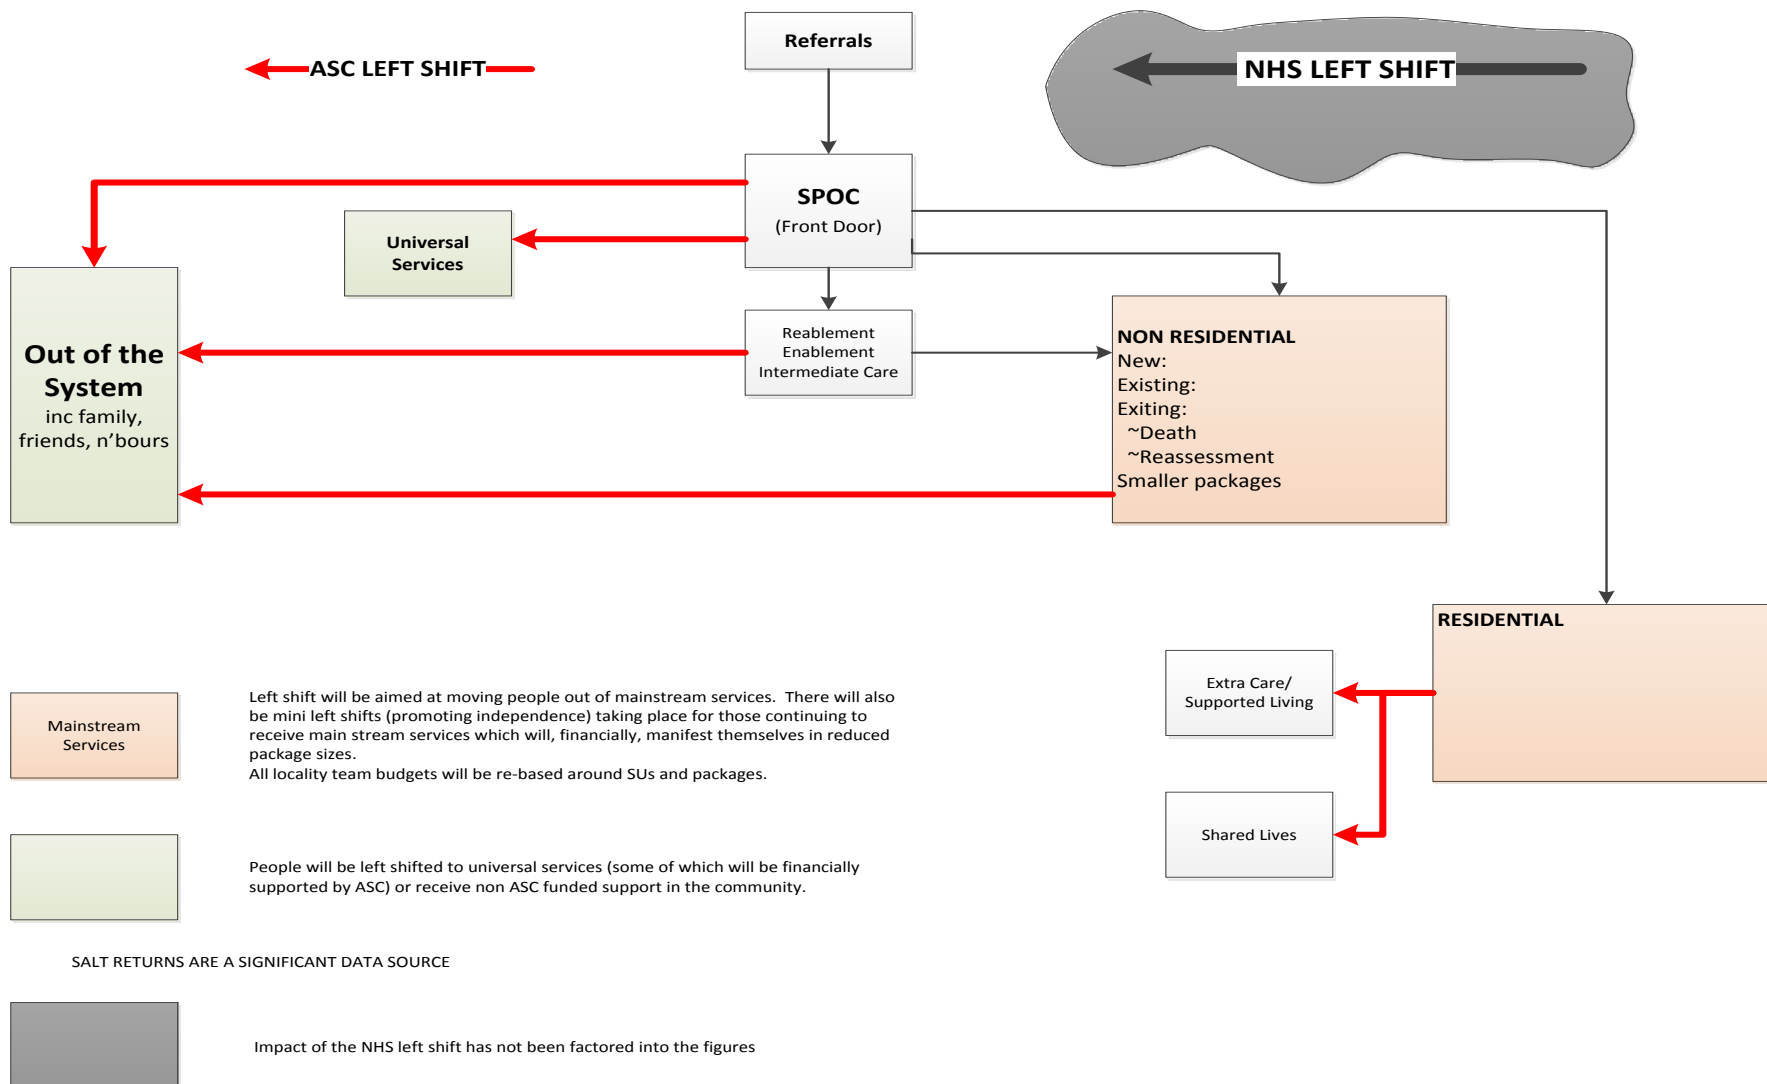 Referrals
ASC LEFT SHIFT
NHS LEFT SHIFT
SPOC
(Front Door)
Universal
Services
Out of the
System
inc family,
friends, n’bours
Reablement
Enablement
Intermediate Care
NON RESIDENTIAL
New:
Existing:
Exiting:
~Death
~Reassessment
Smaller packages
RESIDENTIAL
Extra Care/
Supported Living
Shared Lives
Mainstream
Services
Left shift will be aimed at moving people out of mainstream services. There will also
be mini left shifts (promoting independence) taking place for those continuing to
receive main stream services which will, financially, manifest themselves in reduced
package sizes.
All locality team budgets will be re-based around SUs and packages.
People will be left shifted to universal services (some of which will be financially
supported by ASC) or receive non ASC funded support in the community.
SALT RETURNS ARE A SIGNIFICANT DATA SOURCE
Impact of the NHS left shift has not been factored into the figures